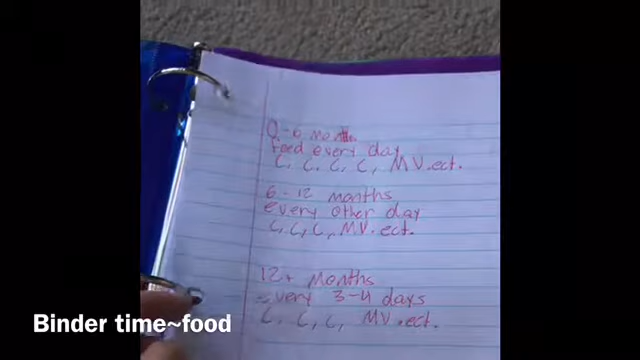 0-6 months
feed every day
C, C, C, C, MV.ect.
6-12 months
every other day
C, C, C, MV.ect.
12+ Months
every 3-4 days
C, C, C, MV.ect.
Binder time~food